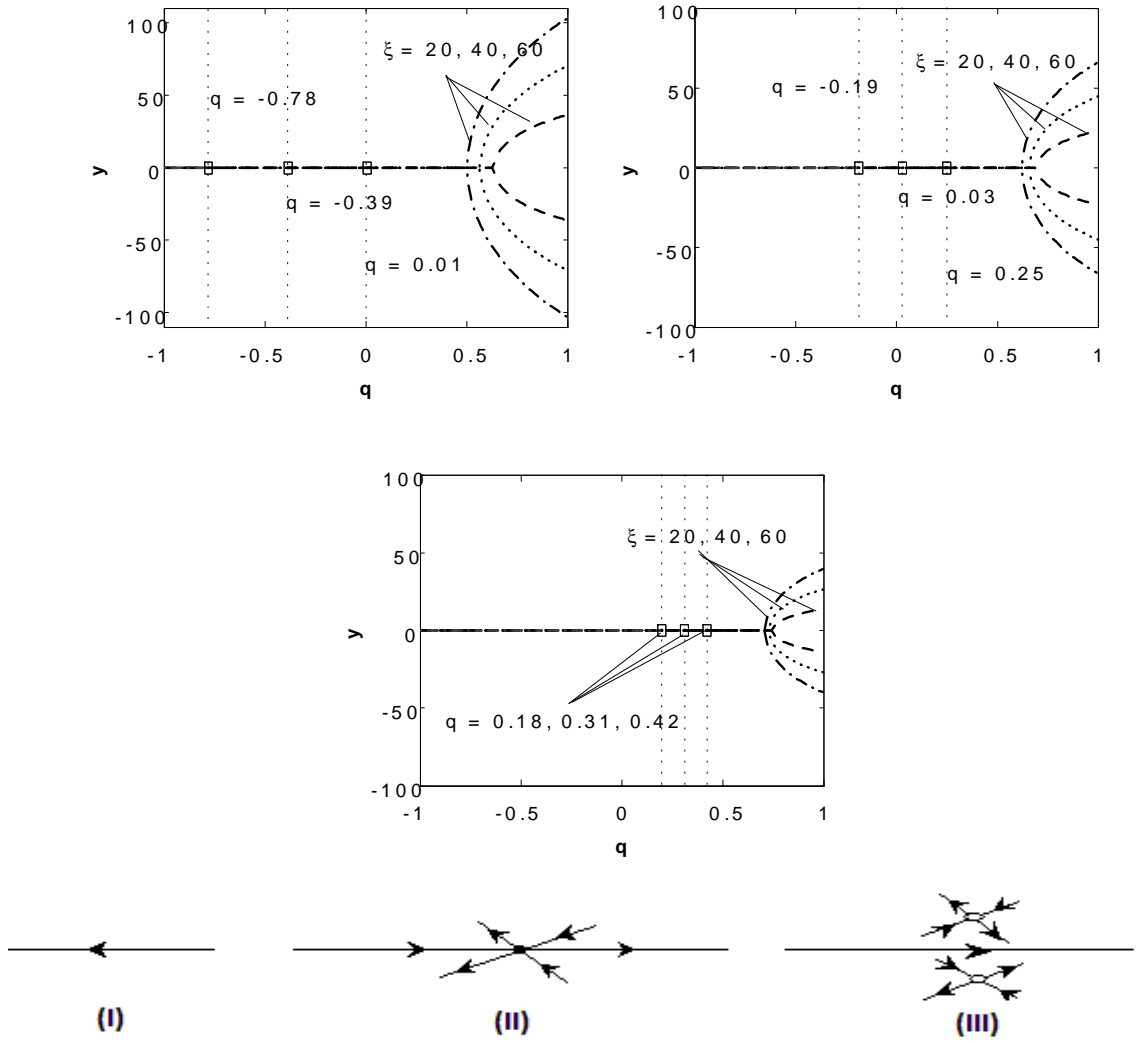 100
50
0
-50
-100
y
ξ = 20, 40, 60
q = -0.78
q = -0.39
q = 0.01
-1
-0.5
0
0.5
1
q
100
50
0
-50
-100
y
ξ = 20, 40, 60
q = -0.19
q = 0.03
q = 0.25
-1
-0.5
0
0.5
1
q
100
50
0
-50
-100
y
ξ = 20, 40, 60
q = 0.18, 0.31, 0.42
-1
-0.5
0
0.5
1
q
(I)
(II)
(III)